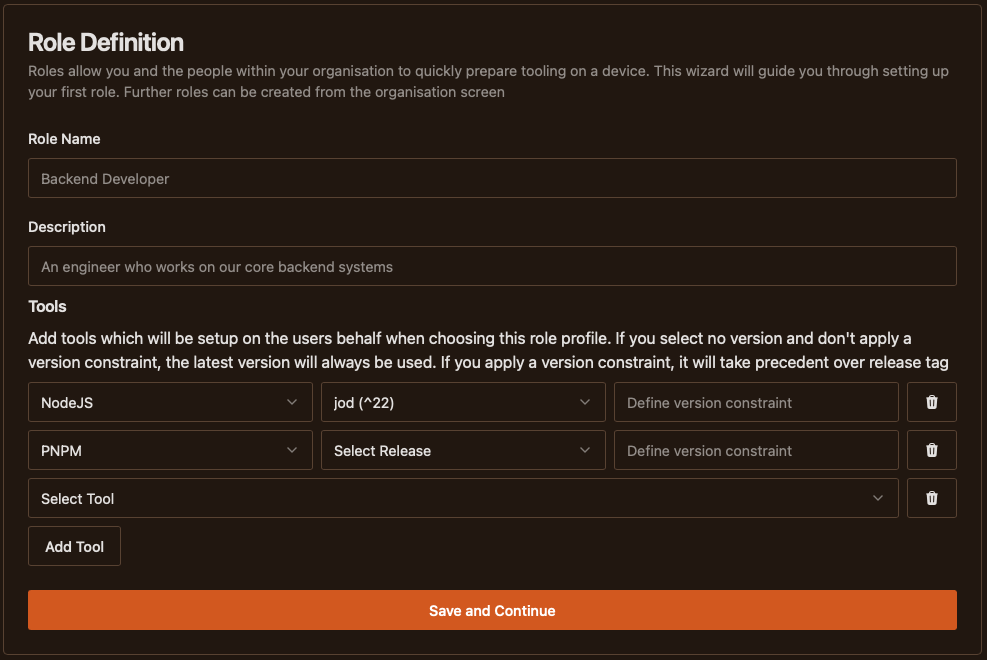 Role Definition
Roles allow you and the people within your organisation to quickly prepare tooling on a device. This wizard will guide you through setting up
your first role. Further roles can be created from the organisation screen
Role Name
Backend Developer
Description
An engineer who works on our core backend systems
Tools
Add tools which will be setup on the users behalf when choosing this role profile. If you select no version and don't apply a
version constraint, the latest version will always be used. If you apply a version constraint, it will take precedent over release tag
NodeJS jod (^22) Define version constraint
PNPM Select Release Define version constraint
Select Tool
Add Tool
Save and Continue